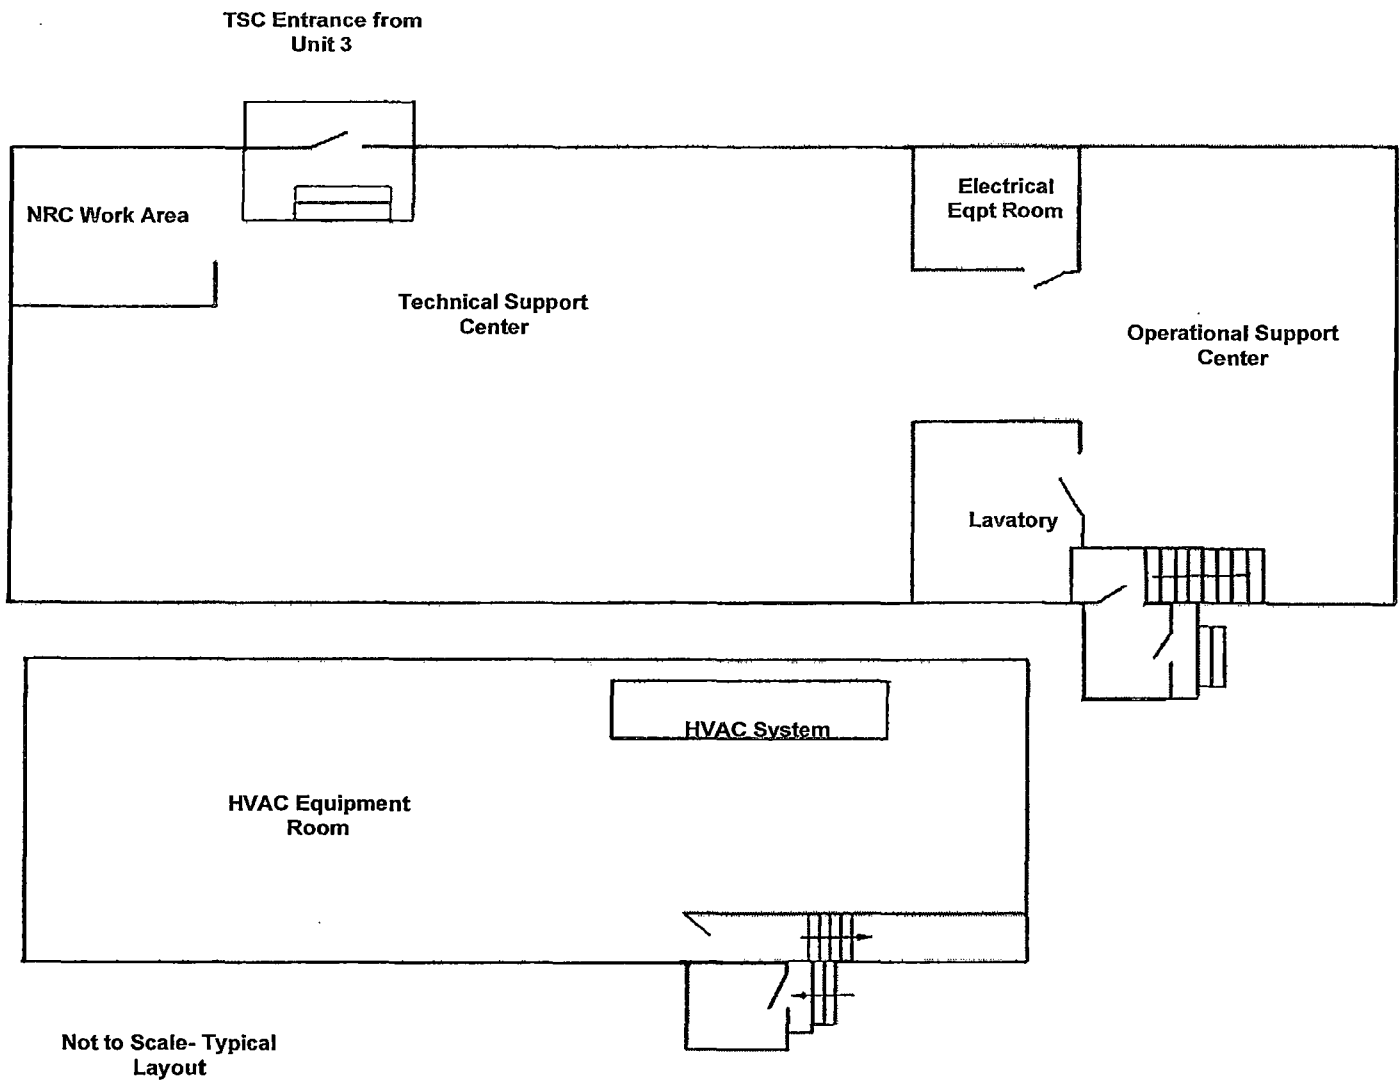 TSC Entrance from
Unit 3
NRC Work Area
Electrical
Eqpt Room
Technical Support
Center
Operational Support
Center
Lavatory
HVAC System
HVAC Equipment
Room
Not to Scale- Typical
Layout